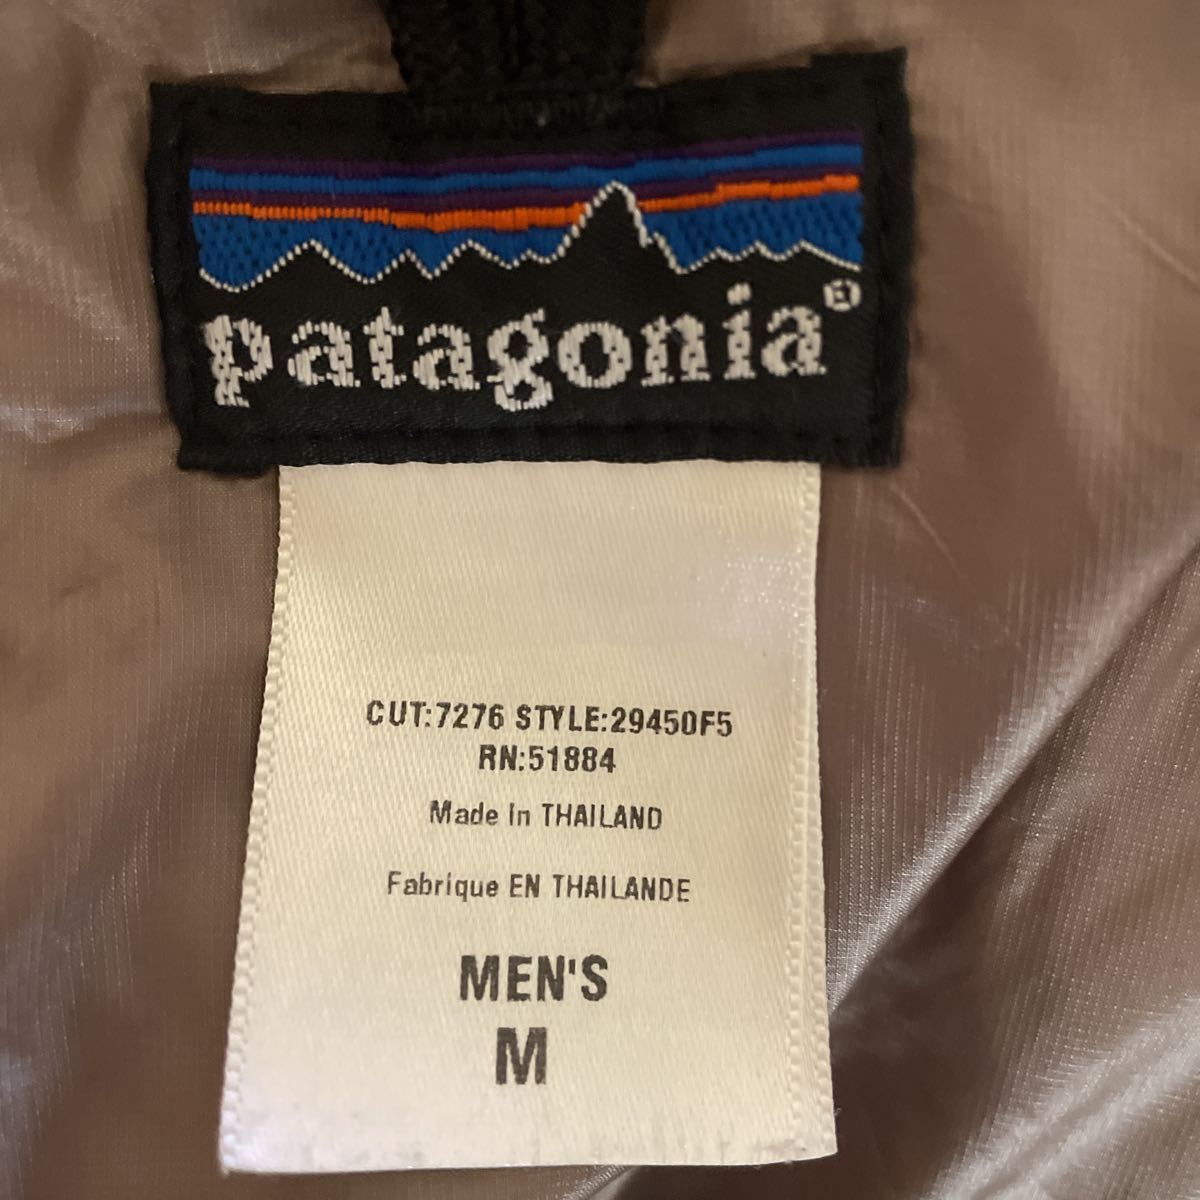 patagonia®
CUT:7276 STYLE:29450F5
RN:51884
Made In THAILAND
Fabrique EN THAILANDE
MEN'S
M